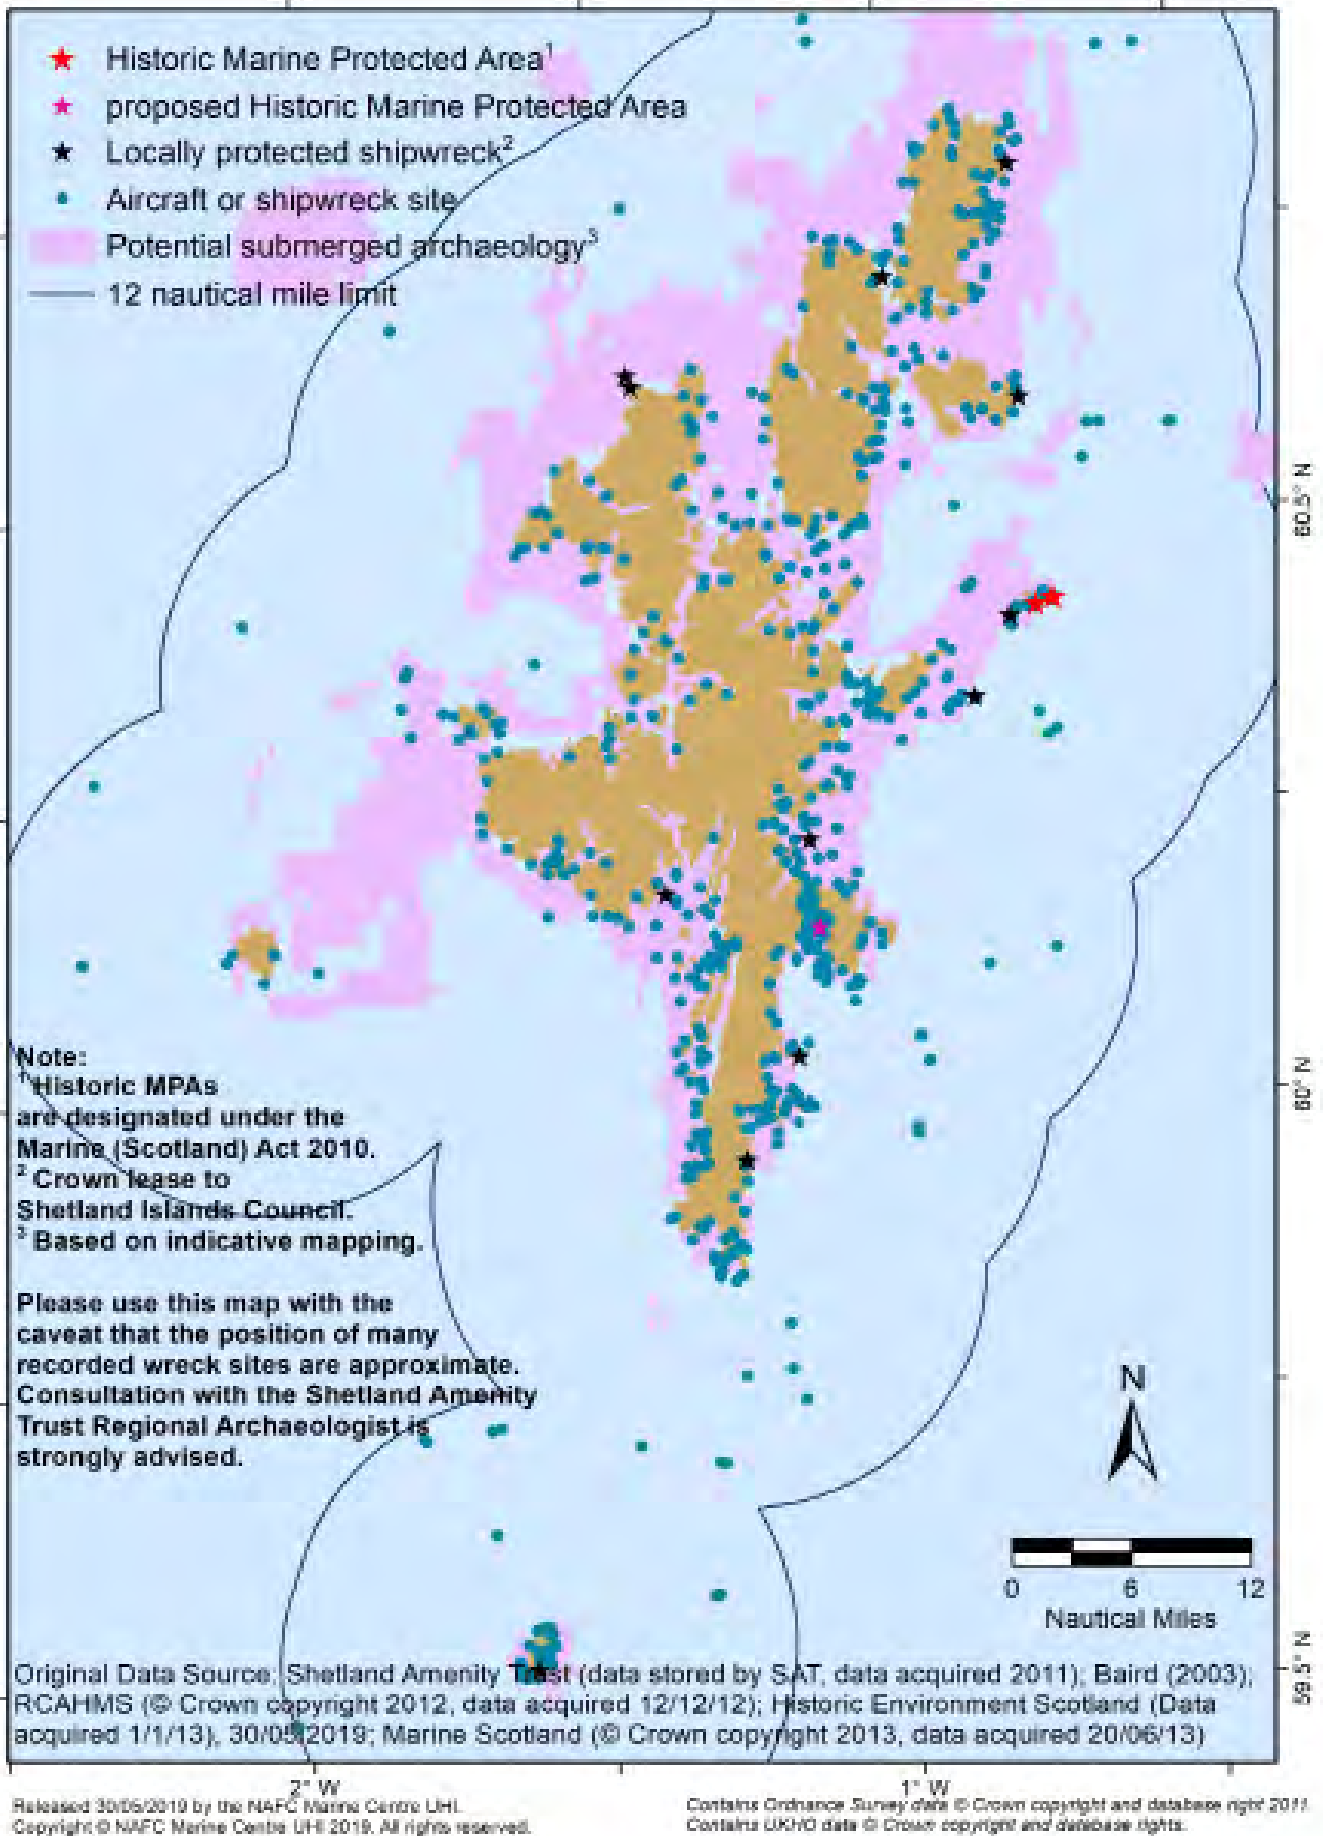 Historic Marine Protected Area¹
proposed Historic Marine Protected Area
Locally protected shipwreck²
Aircraft or shipwreck site
Potential submerged archaeology³
12 nautical mile limit
60.5° N
60° N
Note:
¹ Historic MPAs
are designated under the
Marine (Scotland) Act 2010.
² Crown lease to
Shetland Islands Council.
³ Based on indicative mapping.
Please use this map with the
caveat that the position of many
recorded wreck sites are approximate.
Consultation with the Shetland Amenity
Trust Regional Archaeologist is
strongly advised.
N
0 6 12
Nautical Miles
59.5° N
Original Data Source: Shetland Amenity Trust (data stored by SAT, data acquired 2011); Baird (2003);
RCAHMS (© Crown copyright 2012, data acquired 12/12/12); Historic Environment Scotland (Data
acquired 1/1/13), 30/05/2019; Marine Scotland (© Crown copyright 2013, data acquired 20/06/13)
2° W 1° W
Released 30/05/2019 by the NAFC Marine Centre UHI.
Copyright © NAFC Marine Centre UHI 2019. All rights reserved.
Contains Ordnance Survey data © Crown copyright and database right 2011
Contains UKHO data © Crown copyright and database rights.